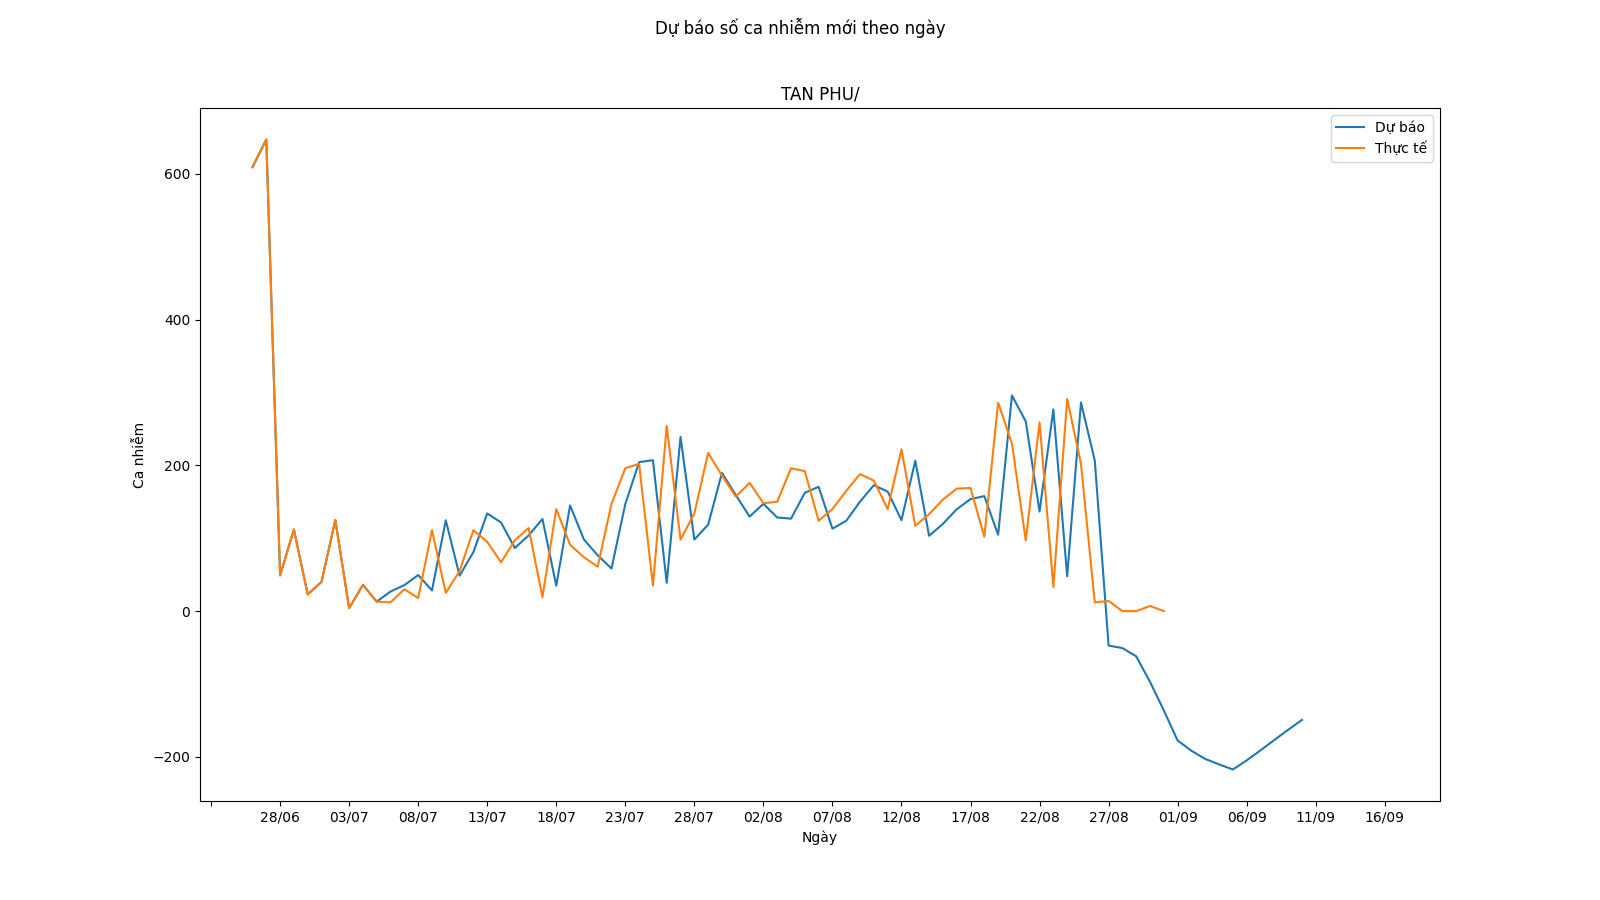 Dự báo số ca nhiễm mới theo ngày
TAN PHU/
Dự báo
Thực tế
600
400
200
0
−200
Ca nhiễm
28/06 03/07 08/07 13/07 18/07 23/07 28/07 02/08 07/08 12/08 17/08 22/08 27/08 01/09 06/09 11/09 16/09
Ngày